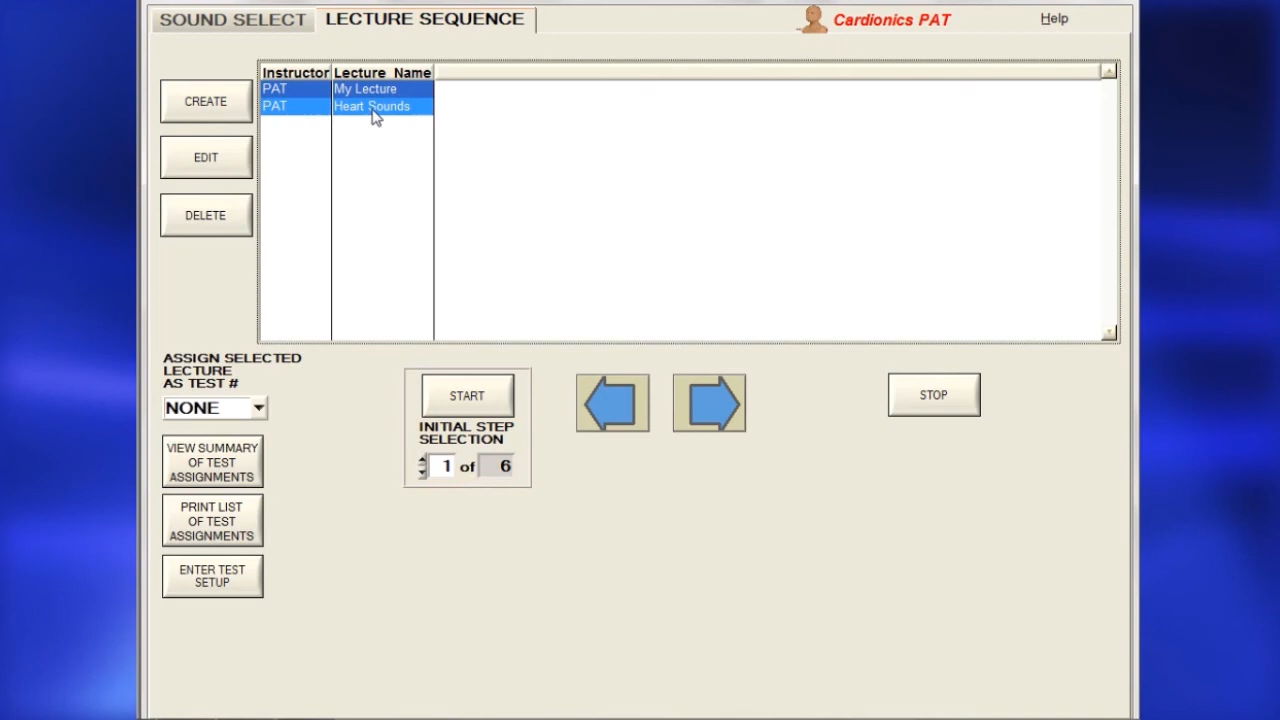 SOUND SELECT
LECTURE SEQUENCE
Cardionics PAT
Help
Instructor Lecture Name
PAT My Lecture
PAT Heart Sounds
CREATE
EDIT
DELETE
ASSIGN SELECTED
LECTURE
AS TEST #
NONE
VIEW SUMMARY
OF TEST
ASSIGNMENTS
PRINT LIST
OF TEST
ASSIGNMENTS
ENTER TEST
SETUP
START
INITIAL STEP
SELECTION
1 of 6
STOP